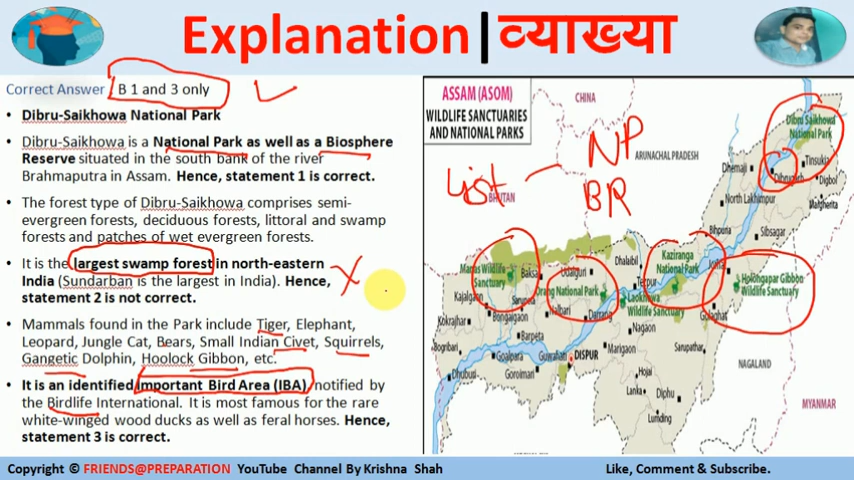 Explanation|व्याख्या
Correct Answer B 1 and 3 only
• Dibru-Saikhowa National Park
• Dibru-Saikhowa is a National Park as well as a Biosphere
Reserve situated in the south bank of the river
Brahmaputra in Assam. Hence, statement 1 is correct.
• The forest type of Dibru-Saikhowa comprises semi-
evergreen forests, deciduous forests, littoral and swamp
forests and patches of wet evergreen forests.
• It is the largest swamp forest in north-eastern
India (Sundarban is the largest in India). Hence,
statement 2 is not correct.
• Mammals found in the Park include Tiger, Elephant,
Leopard, Jungle Cat, Bears, Small Indian Civet, Squirrels,
Gangetic Dolphin, Hoolock Gibbon, etc.
• It is an identified Important Bird Area (IBA) notified by
the Birdlife International. It is most famous for the rare
white-winged wood ducks as well as feral horses. Hence,
statement 3 is correct.
ASSAM (ASOM)
WILDLIFE SANCTUARIES
AND NATIONAL PARKS
CHINA
List
NP
BR
BHUTAN
ARUNACHAL PRADESH
Dibru Saikhowa
National Park
Tinsukia
Dibrugarh
Digboi
Margherita
Dhemaji
North Lakhimpur
Bihpuria
Sibsagar
Manas Wildlife
Sanctuary
Baksa
Udalguri
Dhalaibil
Kaziranga
National Park
Hollongapar Gibbon
Wildlife Sanctuary
Orang National Park
Tezpur
Laokhowa
Wildlife Sanctuary
Golaghat
Kajalgaon
Kokrajhar
Bongaigaon
Nalbari
Darrang
Nagaon
Barpeta
Bogribari
Goalpara
Guwahati
DISPUR
Marigaon
Sarupathar
Dhuburi
Goroimari
Hojai
NAGALAND
Lanka
Diphu
Lumding
MYANMAR
Copyright © FRIENDS@PREPARATION YouTube Channel By Krishna Shah
Like, Comment & Subscribe.